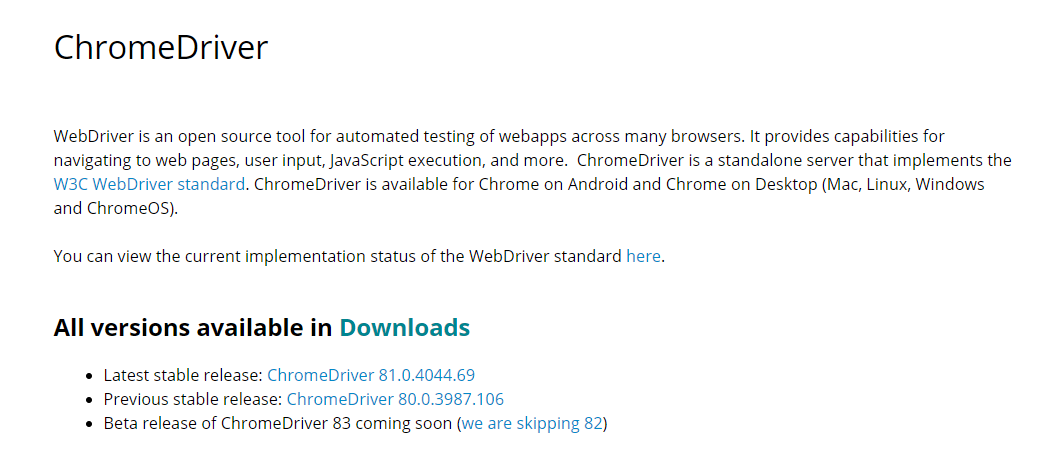 ChromeDriver
WebDriver is an open source tool for automated testing of webapps across many browsers. It provides capabilities for
navigating to web pages, user input, JavaScript execution, and more.  ChromeDriver is a standalone server that implements the
W3C WebDriver standard. ChromeDriver is available for Chrome on Android and Chrome on Desktop (Mac, Linux, Windows
and ChromeOS).
You can view the current implementation status of the WebDriver standard here.
All versions available in Downloads
• Latest stable release: ChromeDriver 81.0.4044.69
• Previous stable release: ChromeDriver 80.0.3987.106
• Beta release of ChromeDriver 83 coming soon (we are skipping 82)